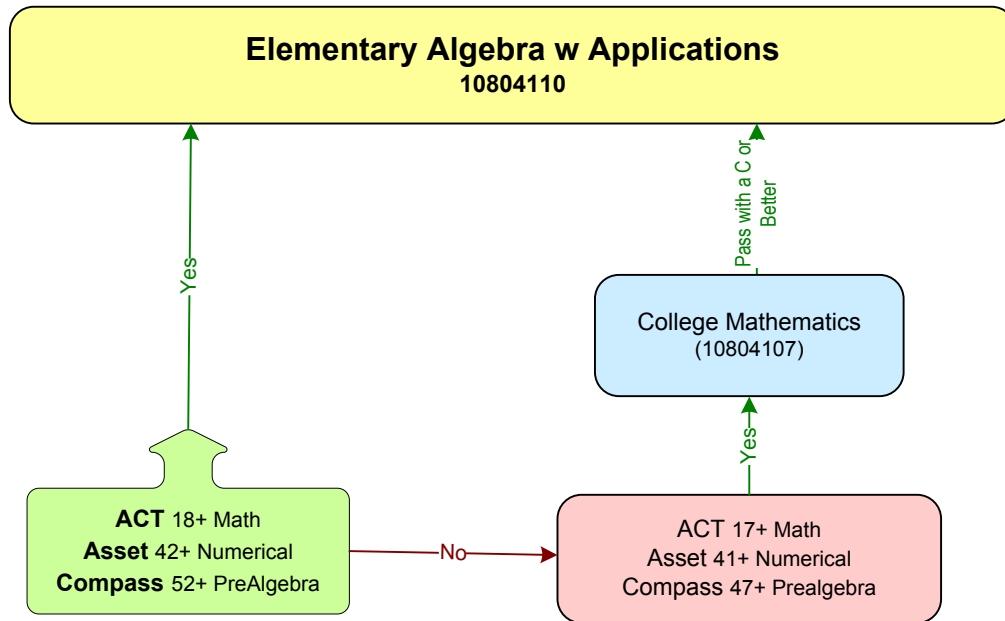 Elementary Algebra w Applications
10804110
Pass with a C or
Better
Yes
College Mathematics
(10804107)
Yes
ACT 18+ Math
Asset 42+ Numerical
Compass 52+ PreAlgebra
No
ACT 17+ Math
Asset 41+ Numerical
Compass 47+ Prealgebra